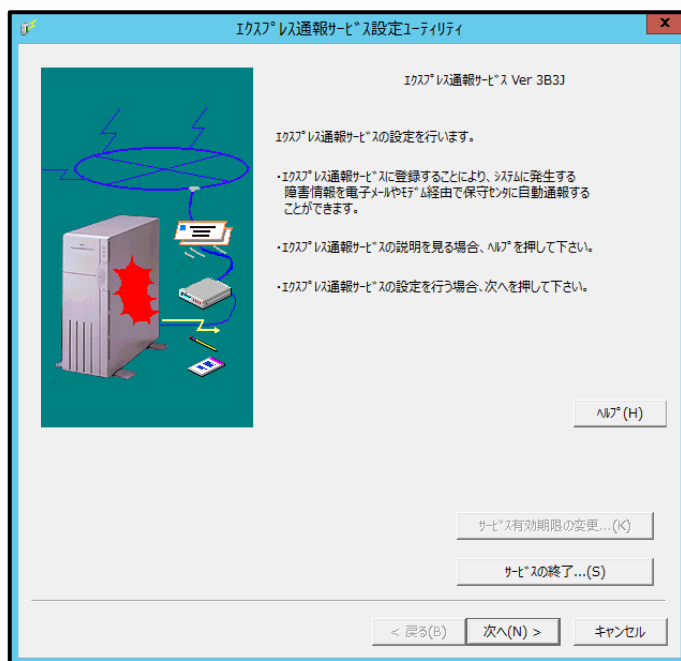 エクスプレス通報サービス設定ユーティリティ
x
エクスプレス通報サービス Ver 3B3J
エクスプレス通報サービスの設定を行います。
・エクスプレス通報サービスに登録することにより、システムに発生する
障害情報を電子メールやモデム経由で保守センタに自動通報する
ことができます。
・エクスプレス通報サービスの説明を見る場合、ヘルプを押して下さい。
・エクスプレス通報サービスの設定を行う場合、次へを押して下さい。
ヘルプ(H)
サービス有効期限の変更...(K)
サービスの終了...(S)
< 戻る(B)
次へ(N) >
キャンセル